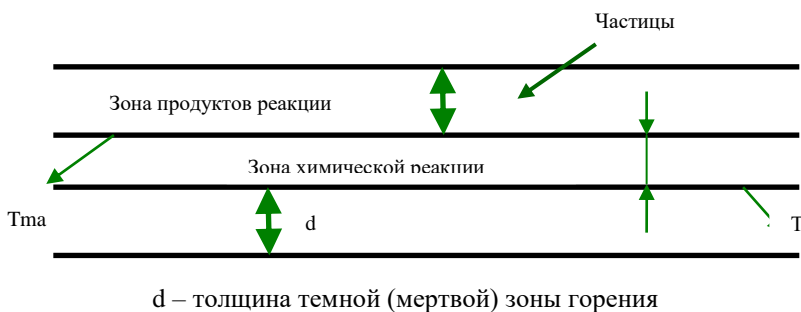 Частицы
Зона продуктов реакции
Зона химической реакции
Tma
d
T
d – толщина темной (мертвой) зоны горения